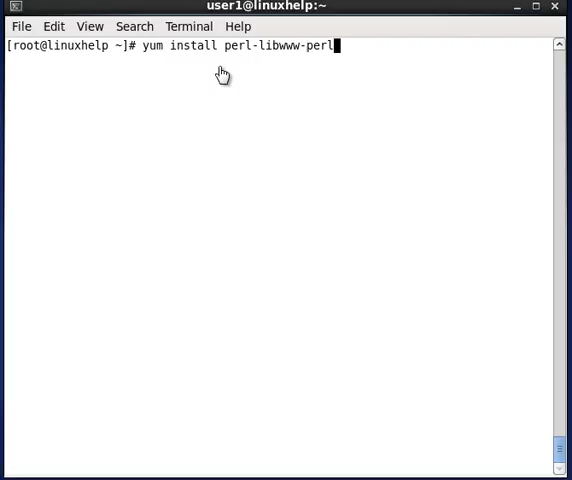 user1@linuxhelp:~
File Edit View Search Terminal Help
[root@linuxhelp ~]# yum install perl-libwww-perl